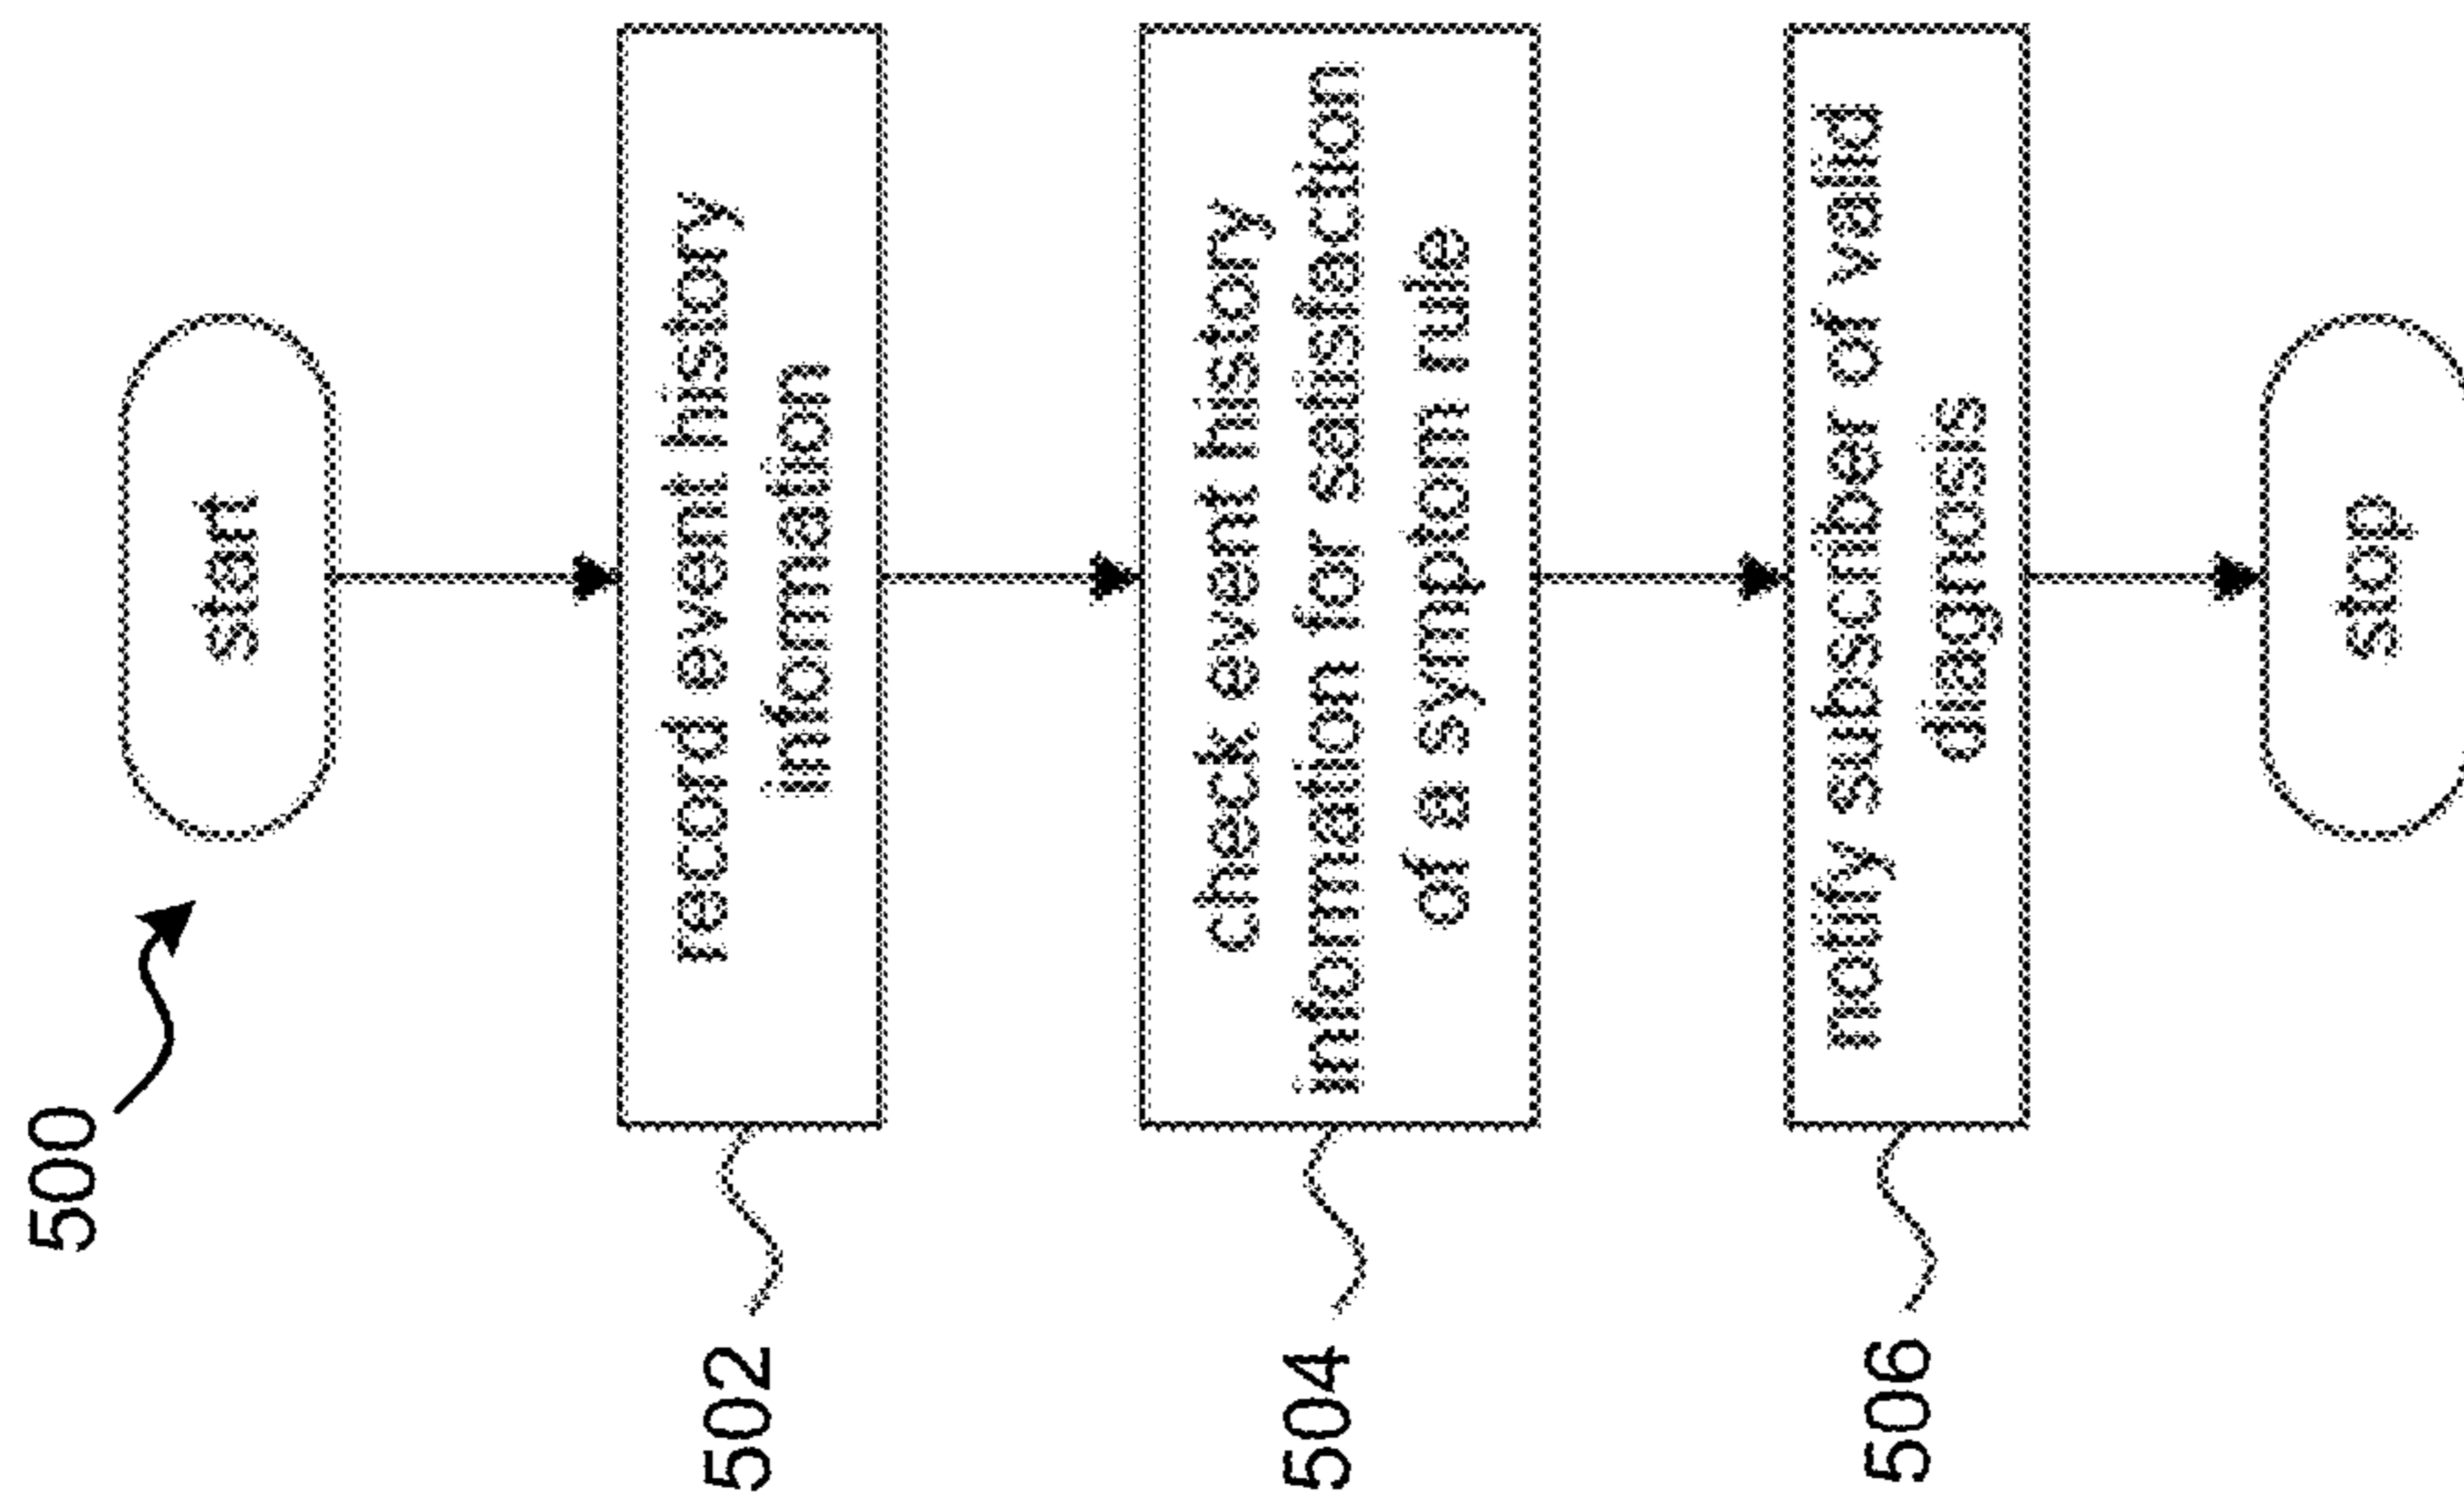 500
start
502
record event history
information
504
check event history
information for satisfaction
of a symptom rule
506
notify subscriber of valid
diagnosis
stop